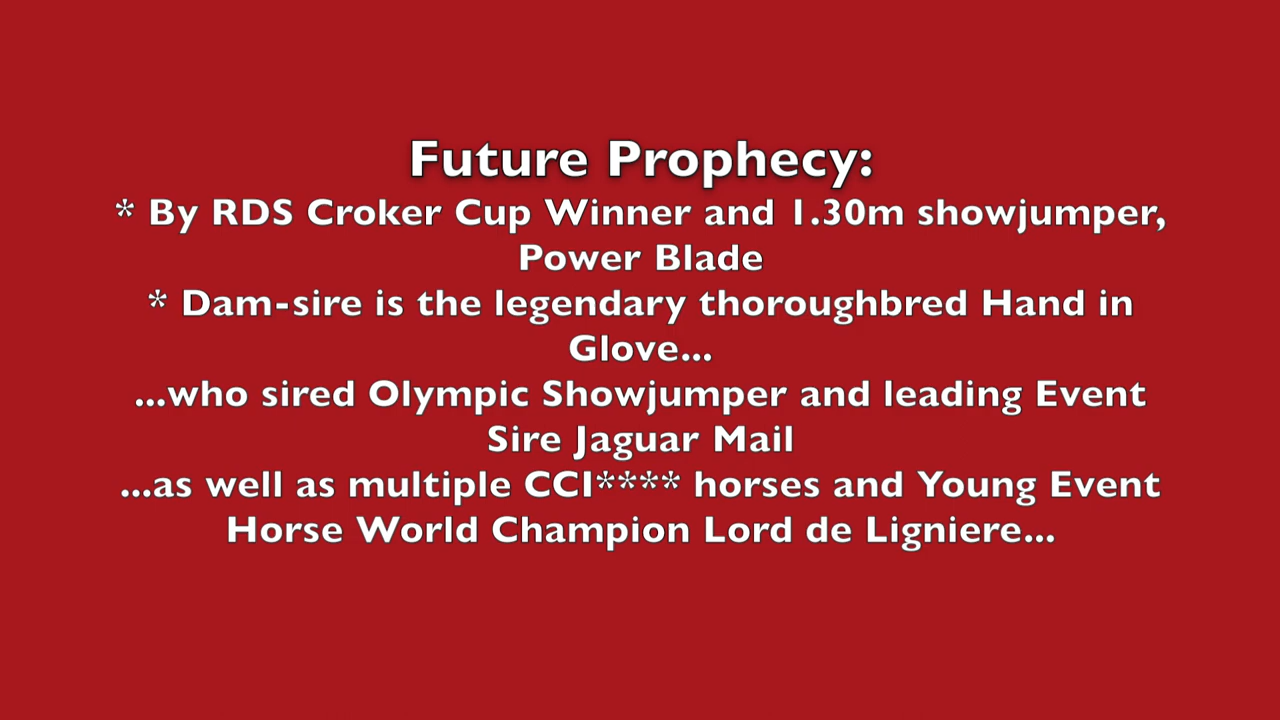 Future Prophecy:
* By RDS Croker Cup Winner and 1.30m showjumper,
Power Blade
* Dam-sire is the legendary thoroughbred Hand in
Glove...
...who sired Olympic Showjumper and leading Event
Sire Jaguar Mail
...as well as multiple CCI**** horses and Young Event
Horse World Champion Lord de Ligniere...